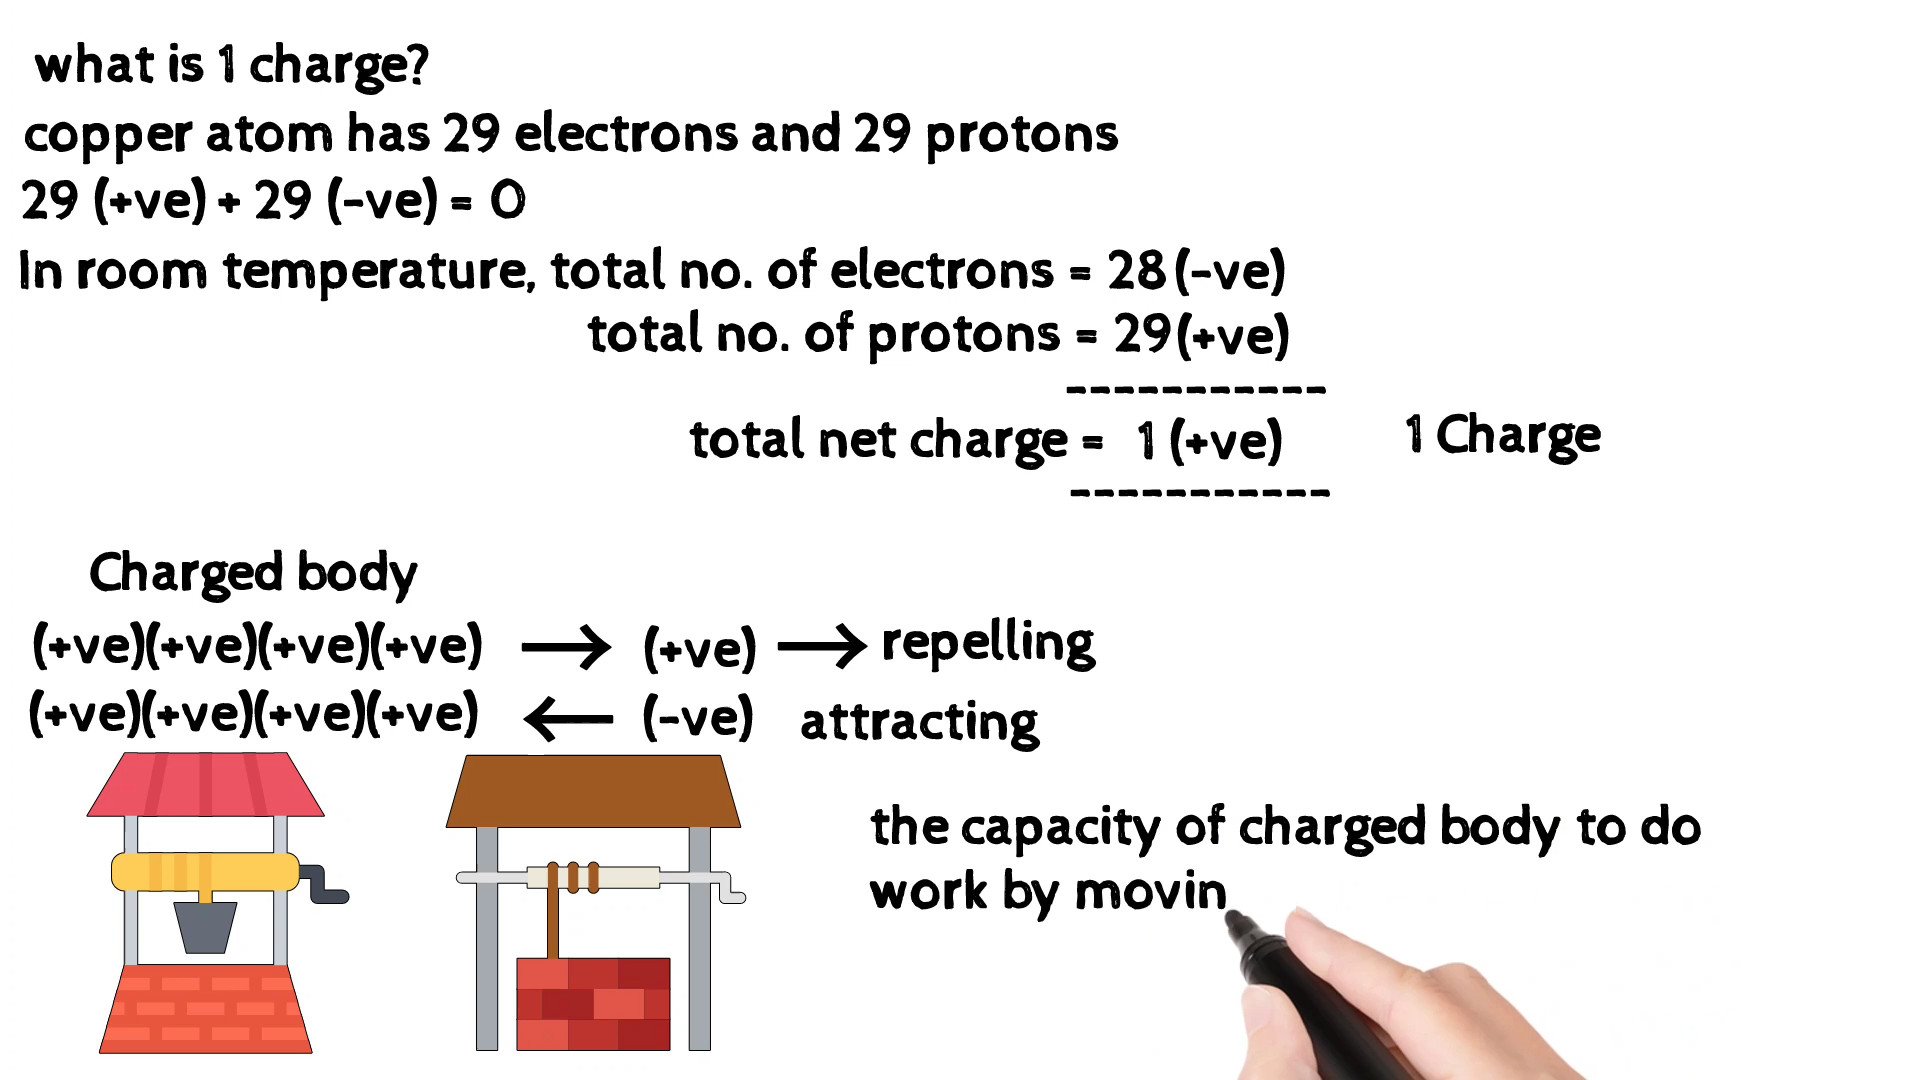 what is 1 charge?
copper atom has 29 electrons and 29 protons
29 (+ve) + 29 (-ve) = 0
In room temperature, total no. of electrons = 28 (-ve)
total no. of protons = 29 (+ve)
-----------
total net charge = 1 (+ve) 1 Charge
-----------
Charged body
(+ve)(+ve)(+ve)(+ve) → (+ve) → repelling
(+ve)(+ve)(+ve)(+ve) ← (-ve) attracting
the capacity of charged body to do
work by movin